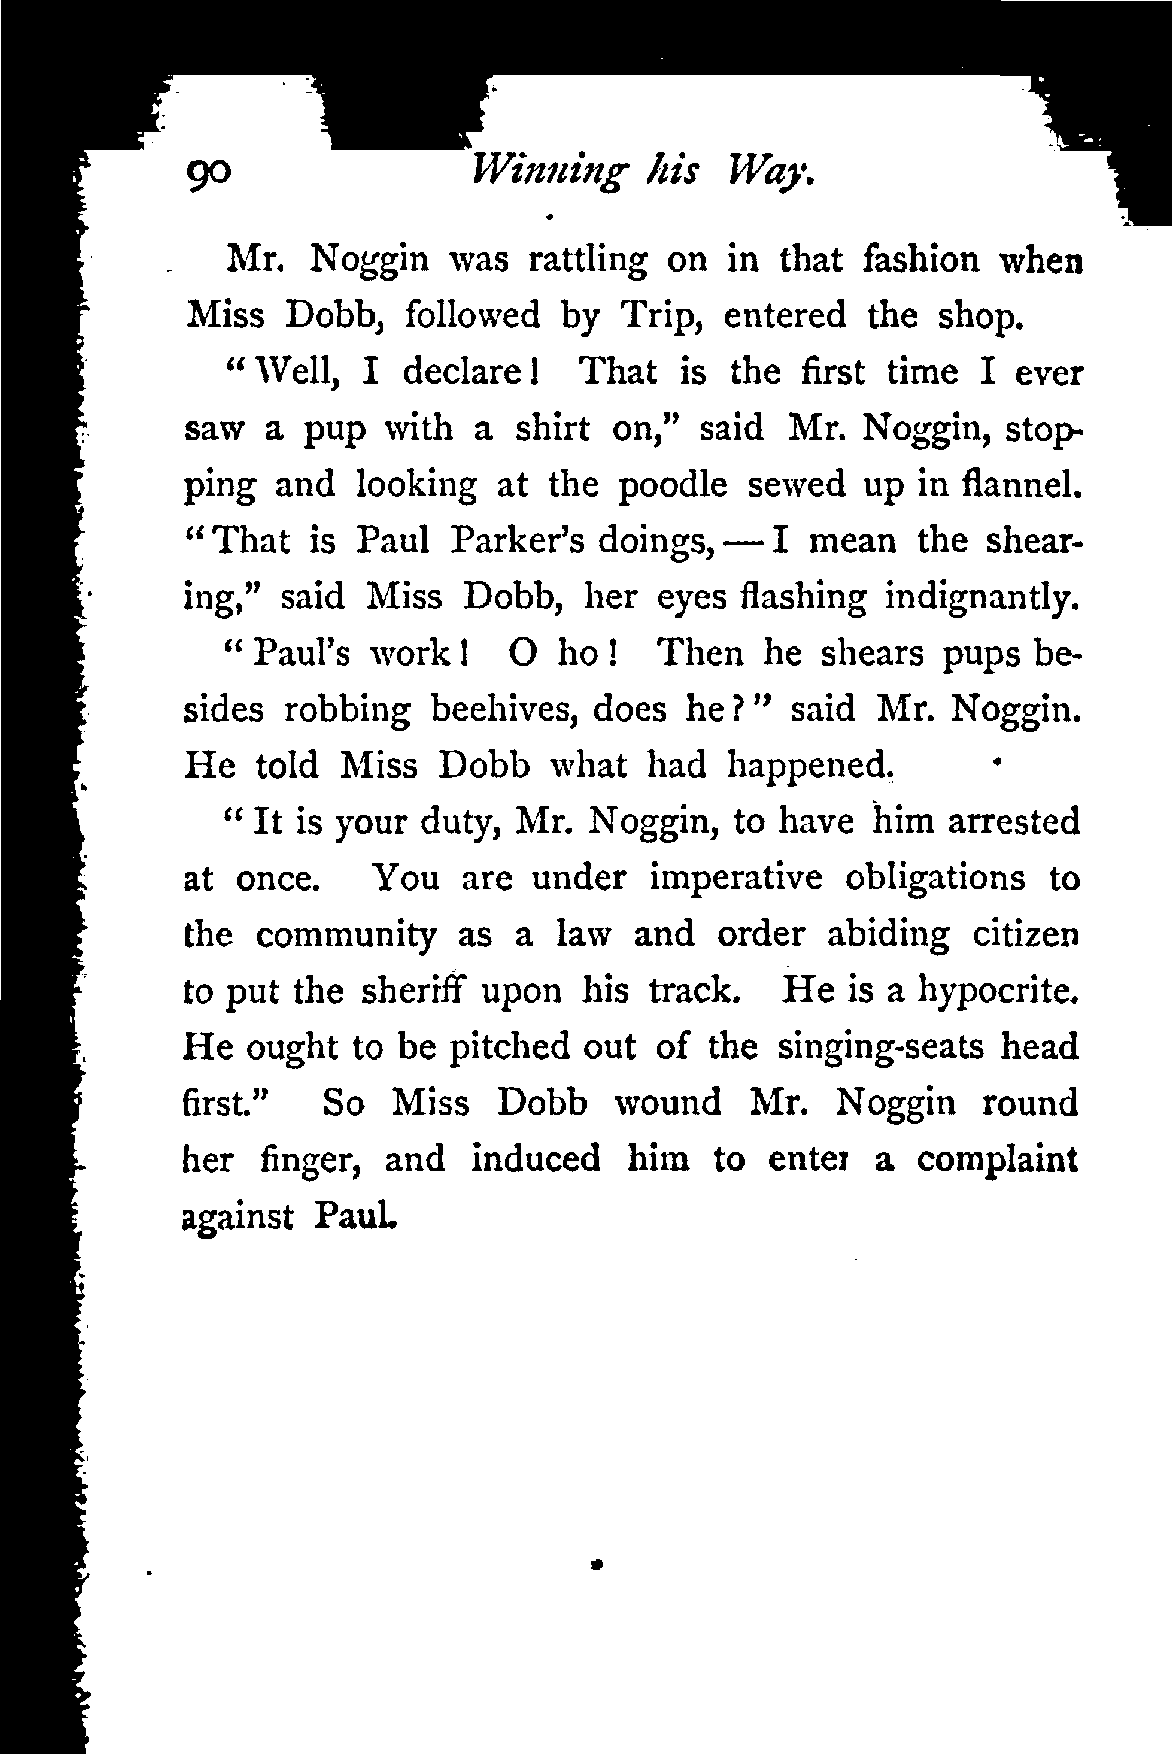 90 Winning his Way.
Mr. Noggin was rattling on in that fashion when
Miss Dobb, followed by Trip, entered the shop.
“Well, I declare! That is the first time I ever
saw a pup with a shirt on,” said Mr. Noggin, stop-
ping and looking at the poodle sewed up in flannel.
“That is Paul Parker’s doings,—I mean the shear-
ing,” said Miss Dobb, her eyes flashing indignantly.
“Paul’s work! O ho! Then he shears pups be-
sides robbing beehives, does he?” said Mr. Noggin.
He told Miss Dobb what had happened.
“It is your duty, Mr. Noggin, to have him arrested
at once. You are under imperative obligations to
the community as a law and order abiding citizen
to put the sheriff upon his track. He is a hypocrite.
He ought to be pitched out of the singing-seats head
first.” So Miss Dobb wound Mr. Noggin round
her finger, and induced him to enter a complaint
against Paul.